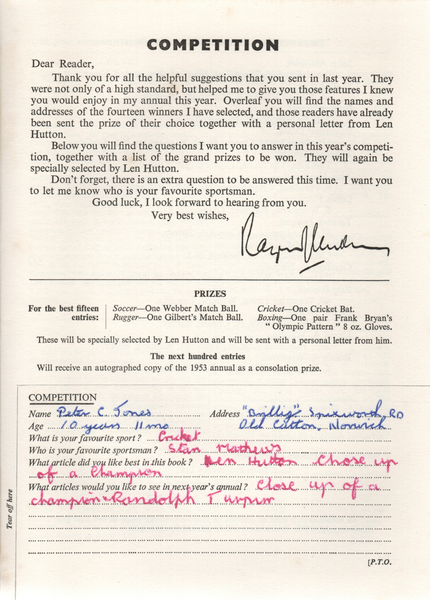 COMPETITION
Dear Reader,
Thank you for all the helpful suggestions that you sent in last year. They
were not only of a high standard, but helped me to give you those features I knew
you would enjoy in my annual this year. Overleaf you will find the names and
addresses of the fourteen winners I have selected, and those readers have already
been sent the prize of their choice together with a personal letter from Len
Hutton.
Below you will find the questions I want you to answer in this year's competi-
tion, together with a list of the grand prizes to be won. They will again be
specially selected by Len Hutton.
Don't forget, there is an extra question to be answered this time. I want you
to let me know who is your favourite sportsman.
Good luck, I look forward to hearing from you.
Very best wishes,
PRIZES
For the best fifteen entries:
Soccer—One Webber Match Ball.
Rugger—One Gilbert's Match Ball.
Cricket—One Cricket Bat.
Boxing—One pair Frank Bryan's
"Olympic Pattern" 8 oz. Gloves.
These will be specially selected by Len Hutton and will be sent with a personal letter from him.
The next hundred entries
Will receive an autographed copy of the 1953 annual as a consolation prize.
COMPETITION
Name Peter C. Jones Address "Brillig" Spixworth RD
Age 10 years 11 mo Old Catton, Norwich
What is your favourite sport? Cricket
Who is your favourite sportsman? Stan Mathews
What article did you like best in this book? Len Hutton Close up
of a Champion
What articles would you like to see in next year's annual? Close up of a
champion - Randolph Turpin
Tear off here
[P.T.O.